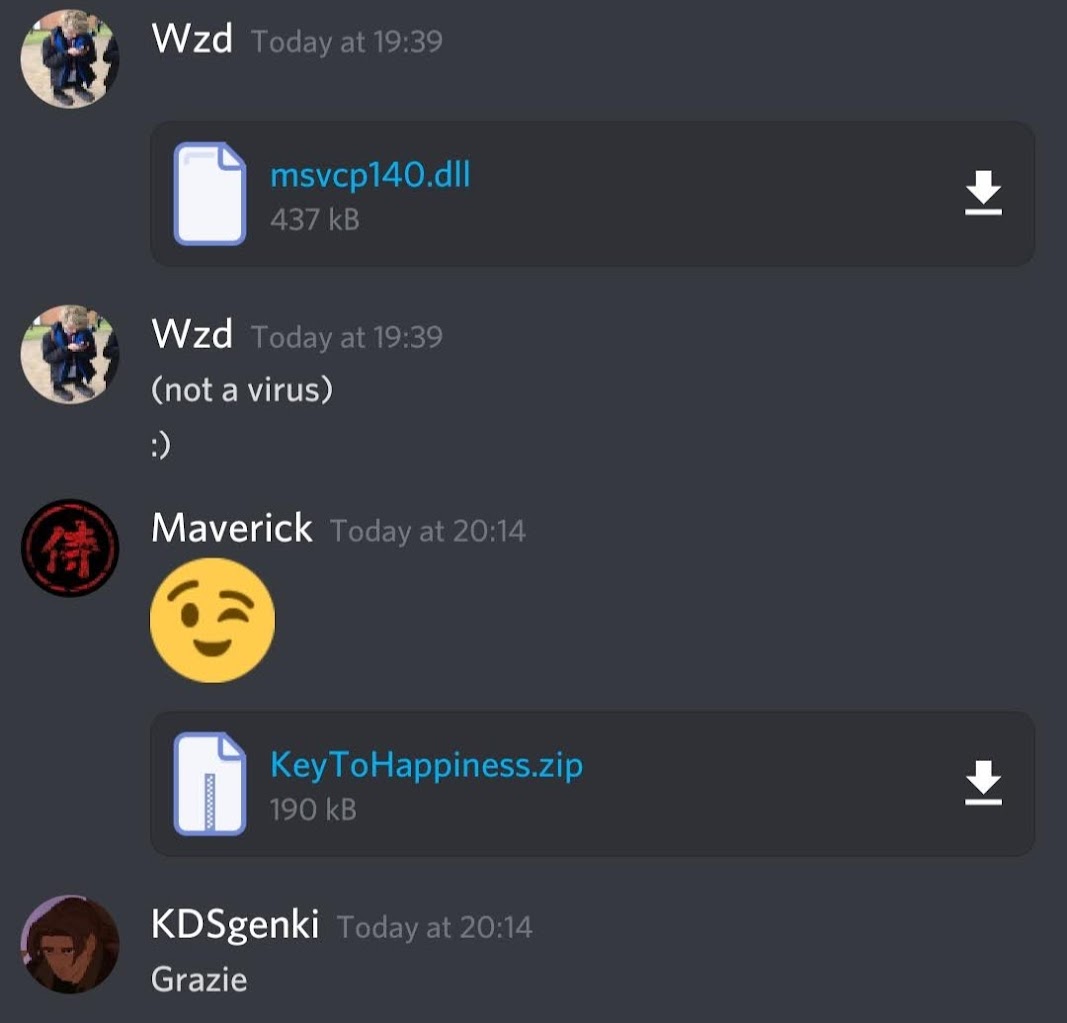 Wzd Today at 19:39
msvcp140.dll
437 kB
Wzd Today at 19:39
(not a virus)
:)
Maverick Today at 20:14
侍
KeyToHappiness.zip
190 kB
KDSgenki Today at 20:14
Grazie